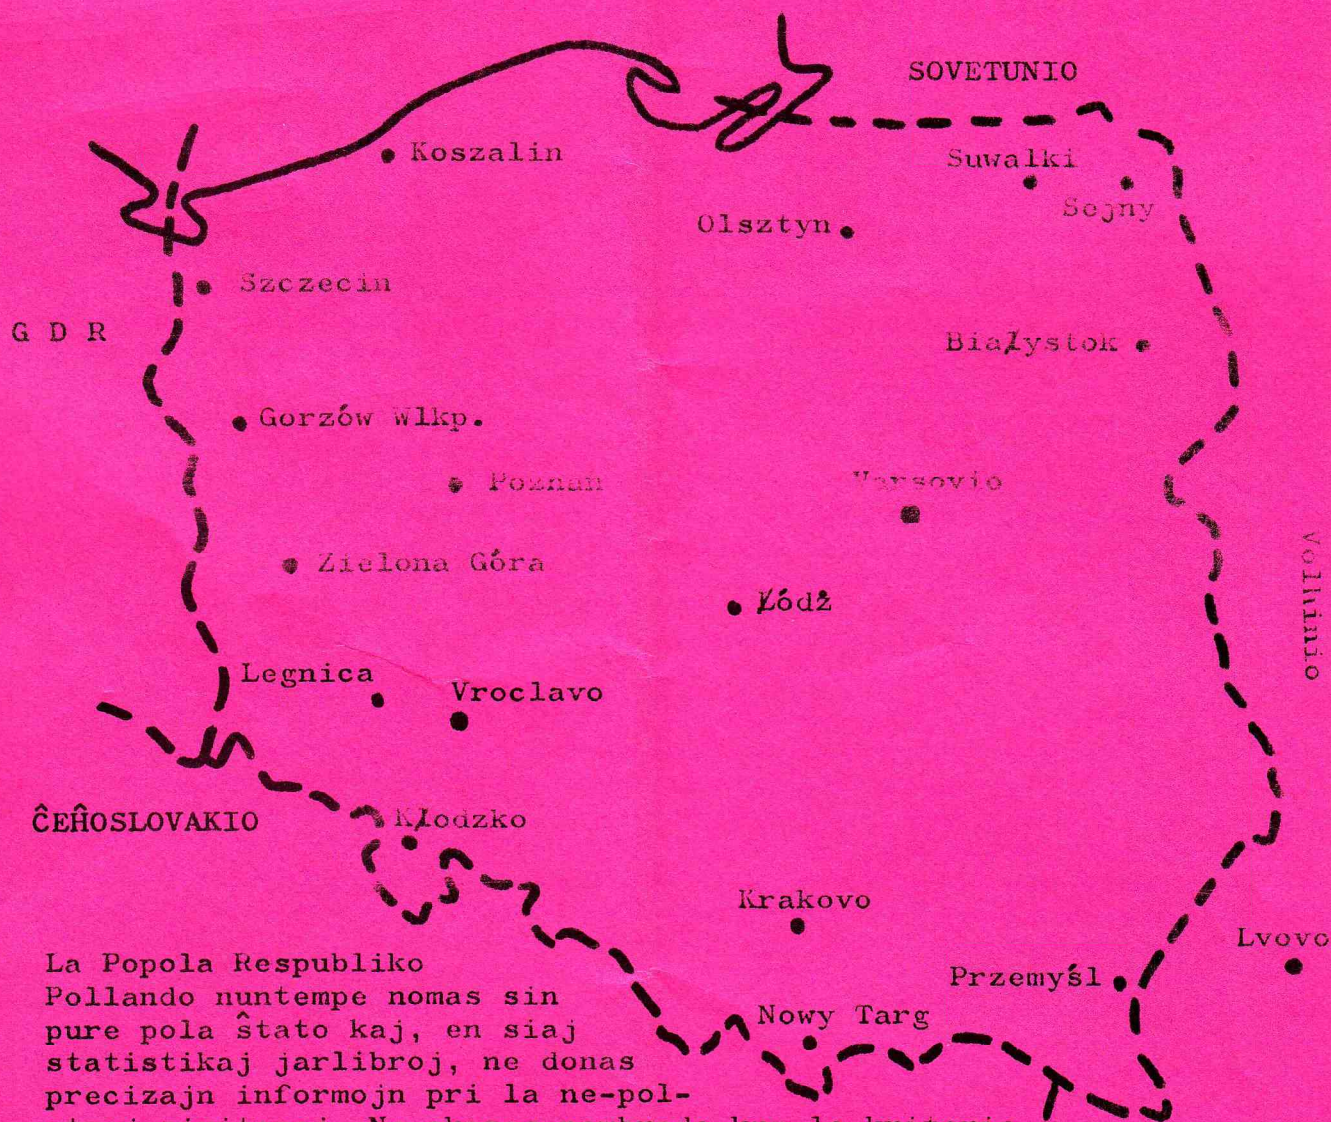 SOVETUNIO
Koszalin
Suwalki
Sejny
Olsztyn
Szczecin
G D R
Białystok
Gorzów Wlkp.
Poznan
Varsovio
Zielona Góra
Łódź
Volhinio
Legnica
Vroclavo
ĈEĤOSLOVAKIO
Kłodzko
Krakovo
Lvovo
Przemyśl
Nowy Targ
La Popola Respubliko
Pollando nuntempe nomas sin
pure pola ŝtato kaj, en siaj
statistikaj jarlibroj, ne donas
precizajn informojn pri la ne-pol-